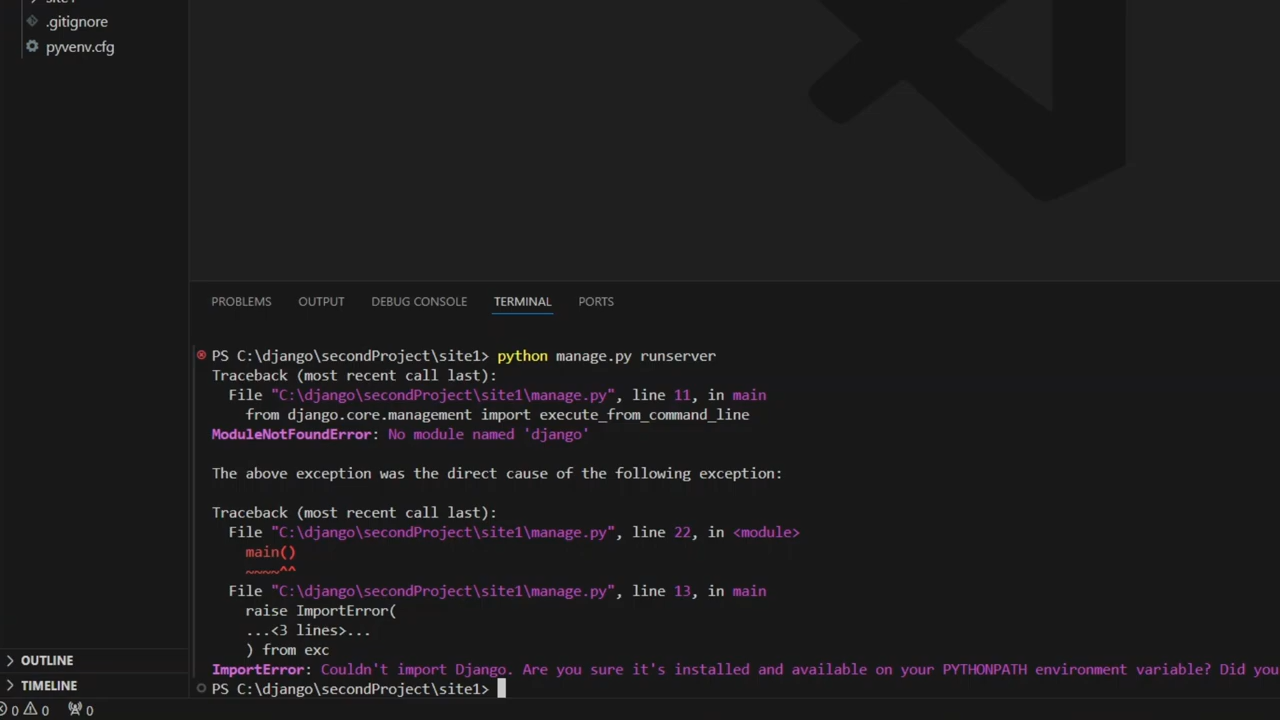 .gitignore
pyvenv.cfg
PROBLEMS OUTPUT DEBUG CONSOLE TERMINAL PORTS
PS C:\django\secondProject\site1> python manage.py runserver
Traceback (most recent call last):
File "C:\django\secondProject\site1\manage.py", line 11, in main
from django.core.management import execute_from_command_line
ModuleNotFoundError: No module named 'django'
The above exception was the direct cause of the following exception:
Traceback (most recent call last):
File "C:\django\secondProject\site1\manage.py", line 22, in <module>
main()
~~~~^^
File "C:\django\secondProject\site1\manage.py", line 13, in main
raise ImportError(
...<3 lines>...
) from exc
ImportError: Couldn't import Django. Are you sure it's installed and available on your PYTHONPATH environment variable? Did you
PS C:\django\secondProject\site1>
OUTLINE
TIMELINE
0 0 0